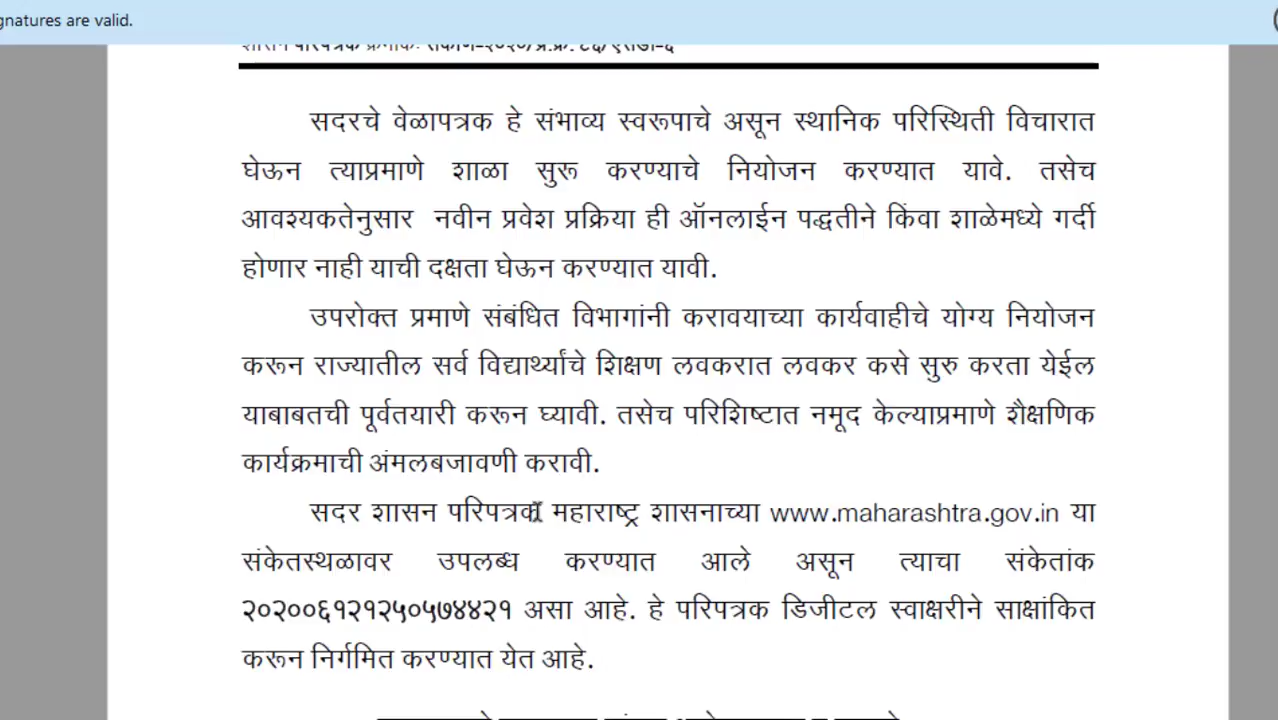 gnatures are valid.
सदरचे वेळापत्रक हे संभाव्य स्वरूपाचे असून स्थानिक परिस्थिती विचारात
घेऊन त्याप्रमाणे शाळा सुरू करण्याचे नियोजन करण्यात यावे. तसेच
आवश्यकतेनुसार नवीन प्रवेश प्रक्रिया ही ऑनलाईन पद्धतीने किंवा शाळेमध्ये गर्दी
होणार नाही याची दक्षता घेऊन करण्यात यावी.
उपरोक्त प्रमाणे संबंधित विभागांनी करावयाच्या कार्यवाहीचे योग्य नियोजन
करून राज्यातील सर्व विद्यार्थ्यांचे शिक्षण लवकरात लवकर कसे सुरु करता येईल
याबाबतची पूर्वतयारी करून घ्यावी. तसेच परिशिष्टात नमूद केल्याप्रमाणे शैक्षणिक
कार्यक्रमाची अंमलबजावणी करावी.
सदर शासन परिपत्रक महाराष्ट्र शासनाच्या www.maharashtra.gov.in या
संकेतस्थळावर उपलब्ध करण्यात आले असून त्याचा संकेतांक
२०२००६१२१२५०५७४४२१ असा आहे. हे परिपत्रक डिजीटल स्वाक्षरीने साक्षांकित
करून निर्गमित करण्यात येत आहे.